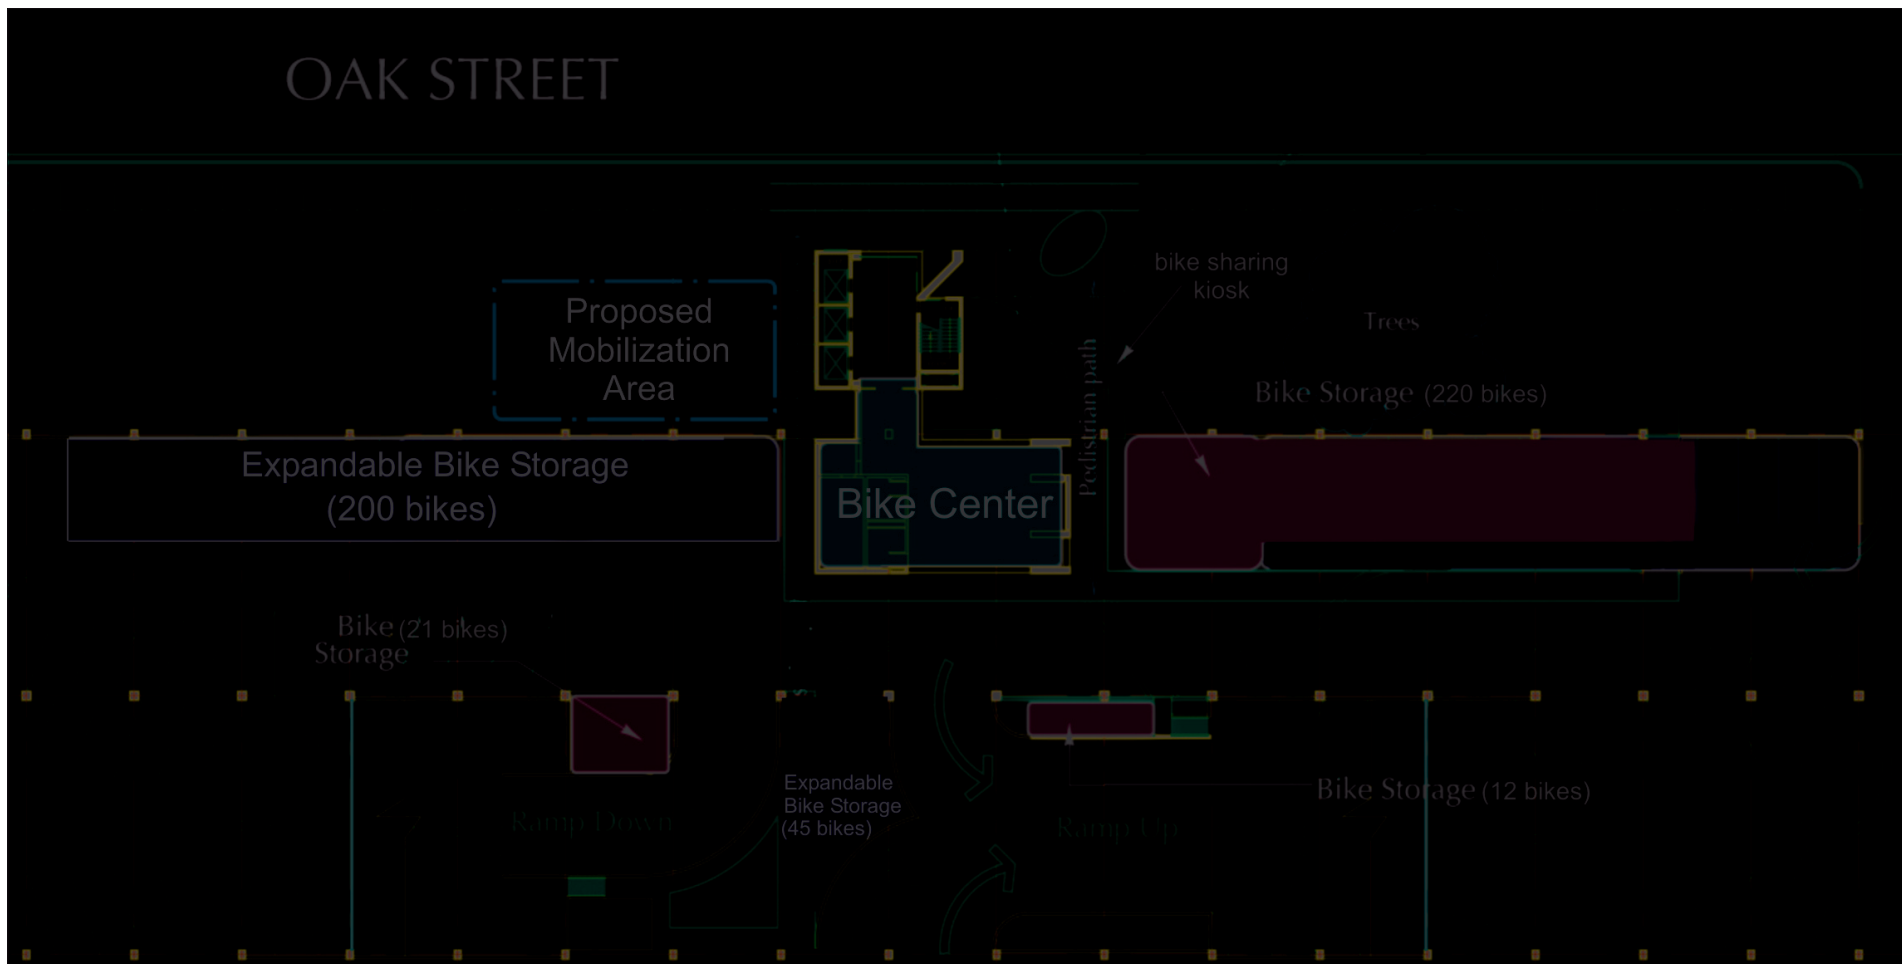 OAK STREET
bike sharing
kiosk
Proposed
Mobilization
Area
Trees
Pedistrian path
Bike Storage (220 bikes)
Expandable Bike Storage
(200 bikes)
Bike Center
Bike (21 bikes)
Storage
Expandable
Bike Storage
(45 bikes)
Bike Storage (12 bikes)
Ramp Down
Ramp Up